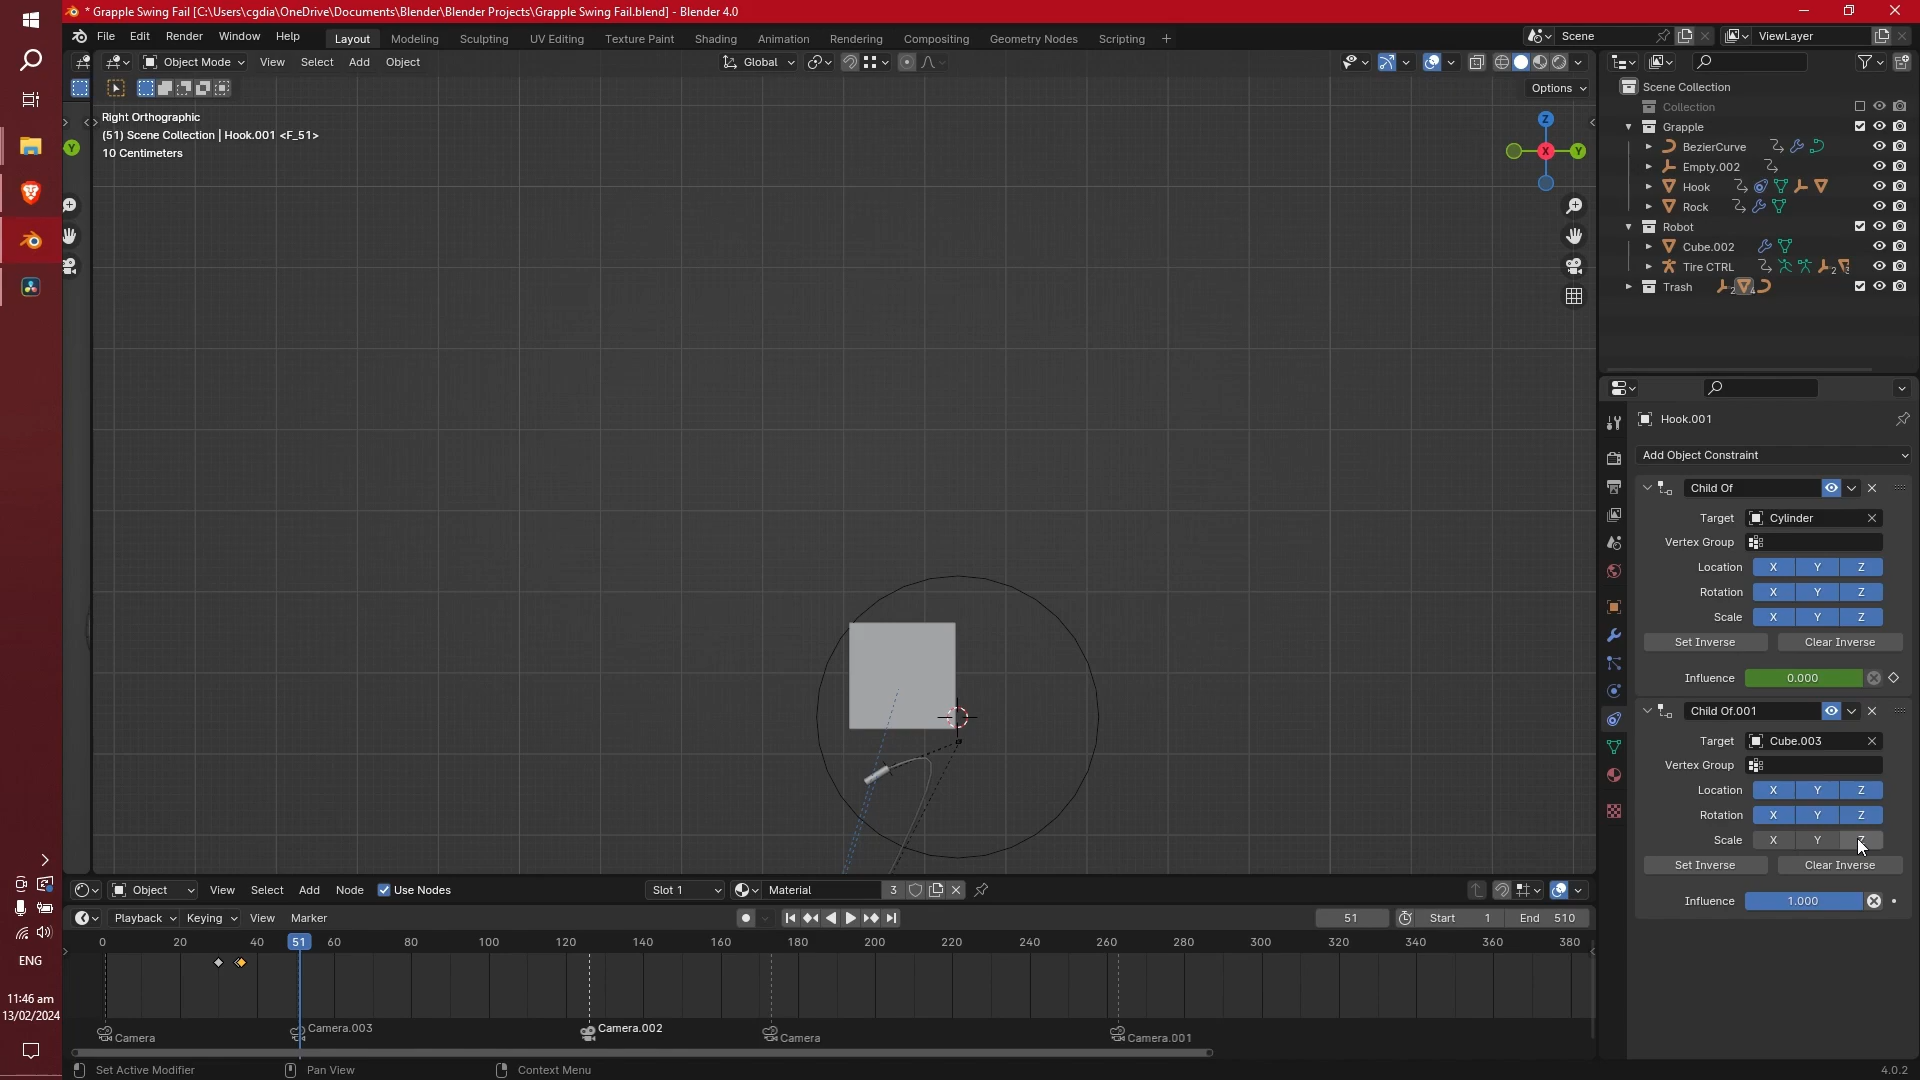 * Grapple Swing Fail [C:\Users\cgdia\OneDrive\Documents\Blender\Blender Projects\Grapple Swing Fail.blend] - Blender 4.0
File Edit Render Window Help Layout Modeling Sculpting UV Editing Texture Paint Shading Animation Rendering Compositing Geometry Nodes Scripting + Scene ViewLayer
Object Mode View Select Add Object Global
Options
Right Orthographic
(51) Scene Collection | Hook.001 <F_51>
10 Centimeters
Z
X
Y
Y
Scene Collection
Collection
Grapple
BezierCurve
Empty.002
Hook
Rock
Robot
Cube.002
Tire CTRL
Trash
Hook.001
Add Object Constraint
Child Of
Target Cylinder
Vertex Group
Location X Y Z
Rotation X Y Z
Scale X Y Z
Set Inverse Clear Inverse
Influence 0.000
Child Of.001
Target Cube.003
Vertex Group
Location X Y Z
Rotation X Y Z
Scale X Y Z
Set Inverse Clear Inverse
Influence 1.000
Object View Select Add Node Use Nodes Slot 1 Material 3
Playback Keying View Marker 51 Start 1 End 510
0 20 40 51 60 80 100 120 140 160 180 200 220 240 260 280 300 320 340 360 380
Camera Camera.003 Camera.002 Camera Camera.001
Set Active Modifier Pan View Context Menu 4.0.2
ENG
11:46 am
13/02/2024